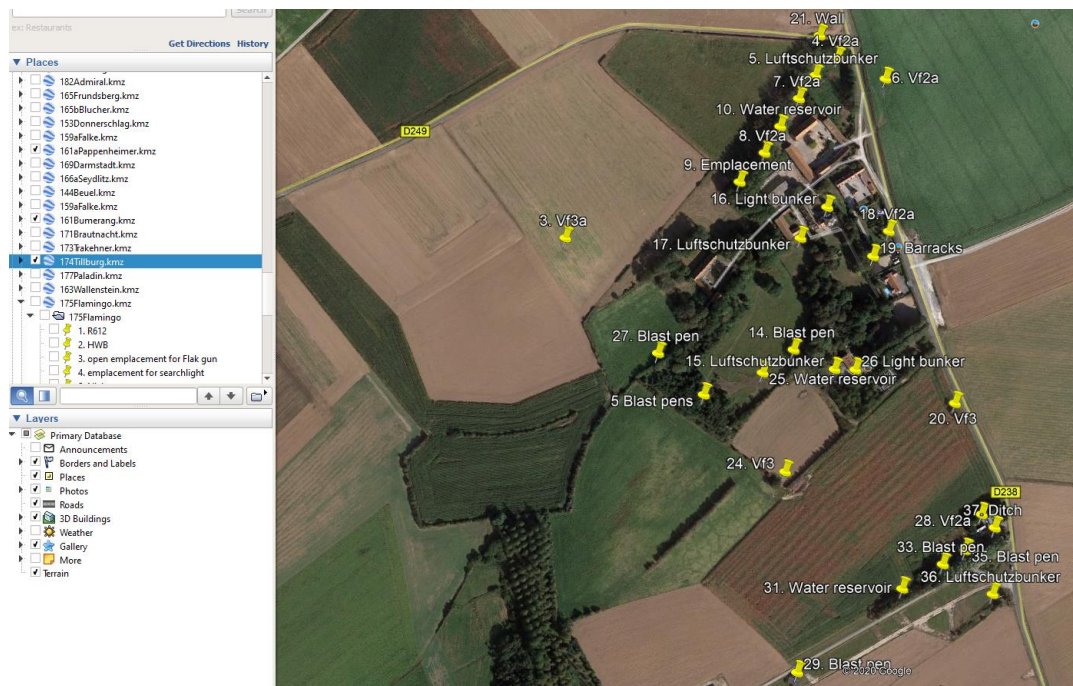 Search
ex: Restaurants
Get Directions History
Places
182Admiral.kmz
165Frundsberg.kmz
165bBlucher.kmz
153Donnerschlag.kmz
159aFalke.kmz
161aPappenheimer.kmz
169Darmstadt.kmz
166aSeydlitz.kmz
144Beuel.kmz
159aFalke.kmz
161Bumerang.kmz
171Brautnacht.kmz
173Trakehner.kmz
174Tillburg.kmz
177Paladin.kmz
163Wallenstein.kmz
175Flamingo.kmz
175Flamingo
1. R612
2. HWB
3. open emplacement for Flak gun
4. emplacement for searchlight
Layers
Primary Database
Announcements
Borders and Labels
Places
Photos
Roads
3D Buildings
Weather
Gallery
More
Terrain
21. Wall
4. Vf2a
5. Luftschutzbunker
6. Vf2a
7. Vf2a
10. Water reservoir
D249
8. Vf2a
9. Emplacement
16. Light bunker
18. Vf2a
3. Vf3a
17. Luftschutzbunker
19. Barracks
27. Blast pen
14. Blast pen
15. Luftschutzbunker
26 Light bunker
25. Water reservoir
5 Blast pens
20. Vf3
24. Vf3
D238
37. Ditch
28. Vf2a
33. Blast pen
35. Blast pen
36. Luftschutzbunker
31. Water reservoir
29. Blast pen
© 2020 Google